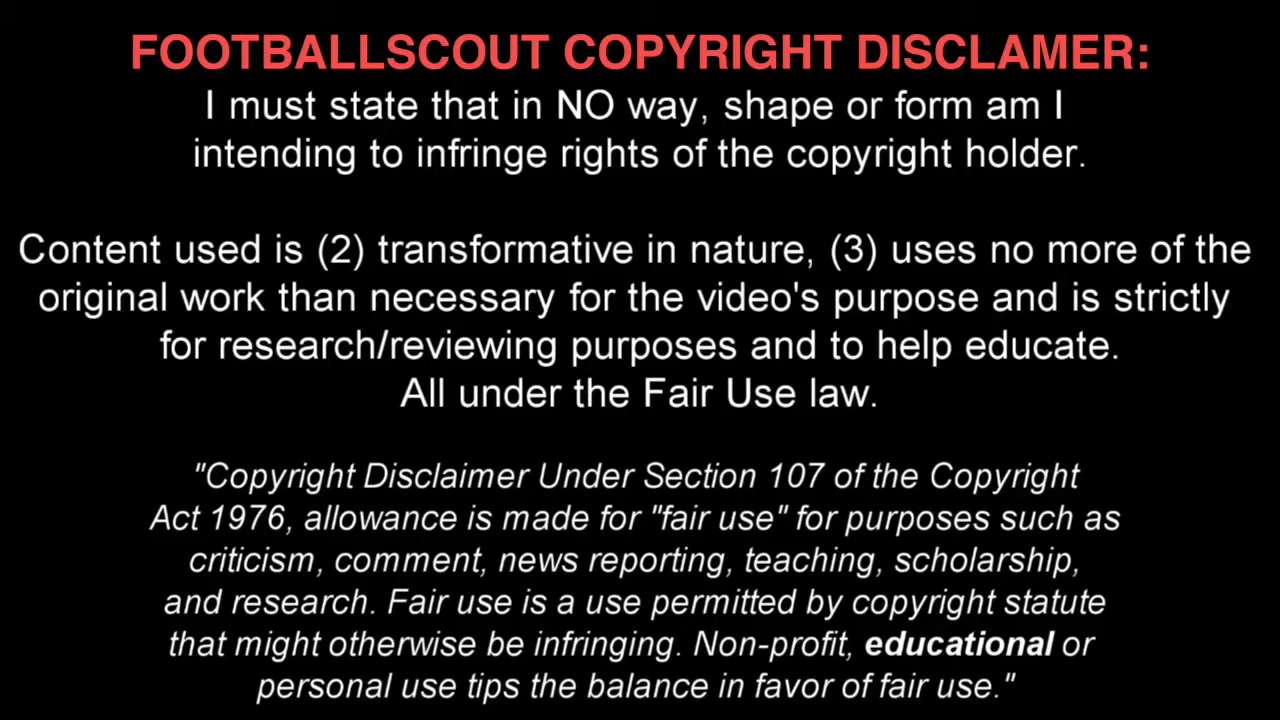 FOOTBALLSCOUT COPYRIGHT DISCLAMER:
I must state that in NO way, shape or form am I
intending to infringe rights of the copyright holder.
Content used is (2) transformative in nature, (3) uses no more of the
original work than necessary for the video's purpose and is strictly
for research/reviewing purposes and to help educate.
All under the Fair Use law.
"Copyright Disclaimer Under Section 107 of the Copyright
Act 1976, allowance is made for "fair use" for purposes such as
criticism, comment, news reporting, teaching, scholarship,
and research. Fair use is a use permitted by copyright statute
that might otherwise be infringing. Non-profit, educational or
personal use tips the balance in favor of fair use."